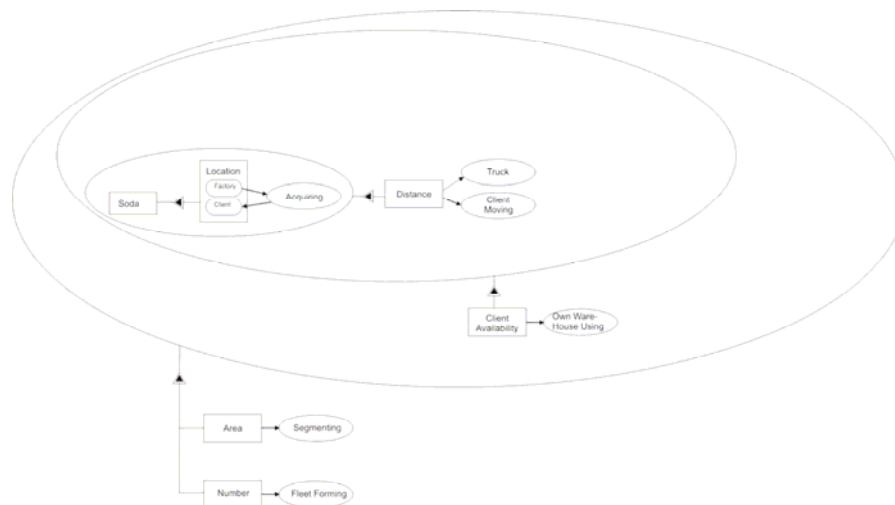 Location
Factory
Client
Soda
Acquiring
Distance
Truck
Client
Moving
Client
Availability
Own Ware-
House Using
Area
Segmenting
Number
Fleet Forming